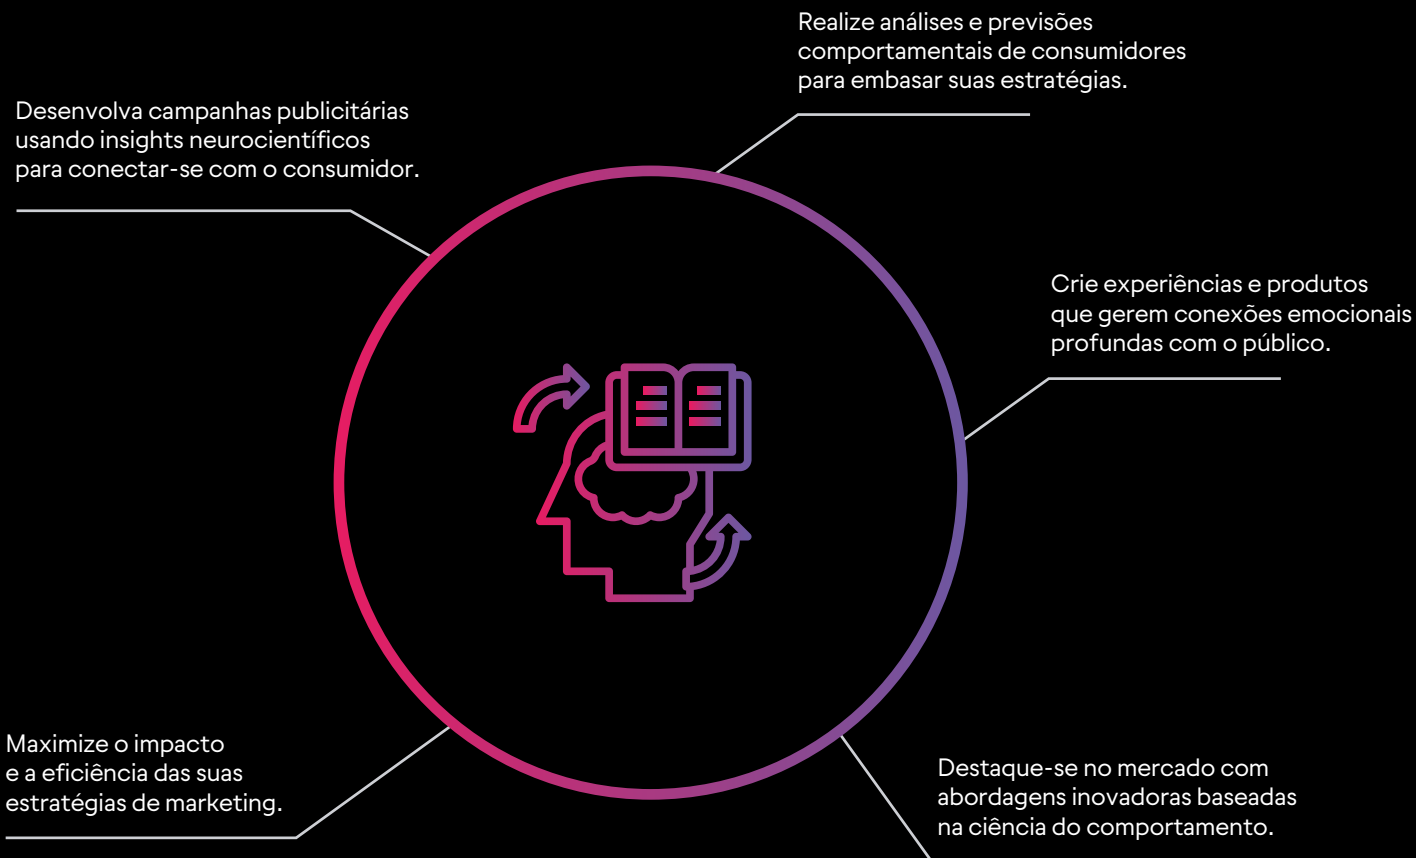 Realize análises e previsões
comportamentais de consumidores
para embasar suas estratégias.
Desenvolva campanhas publicitárias
usando insights neurocientíficos
para conectar-se com o consumidor.
Crie experiências e produtos
que gerem conexões emocionais
profundas com o público.
Maximize o impacto
e a eficiência das suas
estratégias de marketing.
Destaque-se no mercado com
abordagens inovadoras baseadas
na ciência do comportamento.